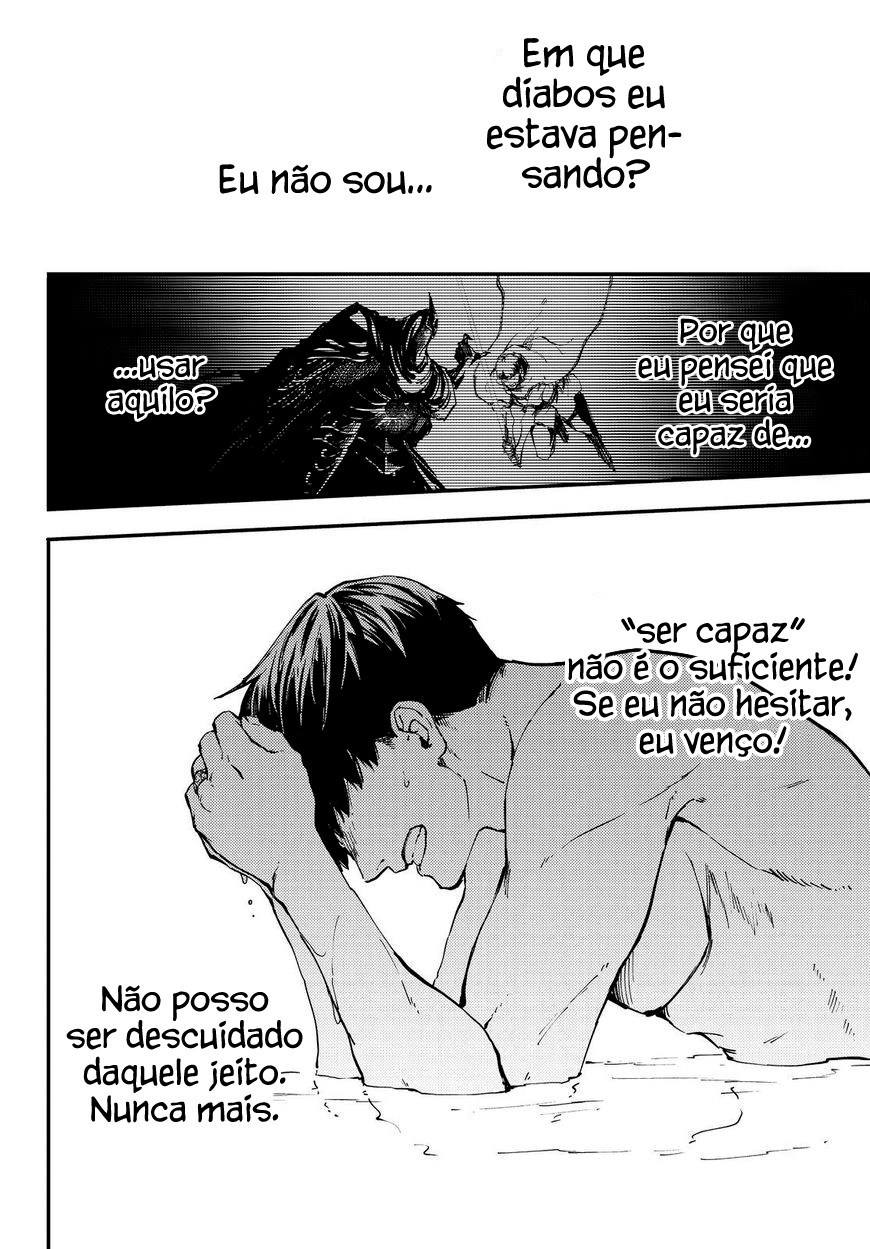 Em que
diabos eu
estava pen-
sando?
Eu não sou...
Por que
eu pensei que
eu seria
capaz de...
...usar
aquilo?
"ser capaz"
não é o suficiente!
Se eu não hesitar,
eu venço!
Não posso
ser descuidado
daquele jeito.
Nunca mais.